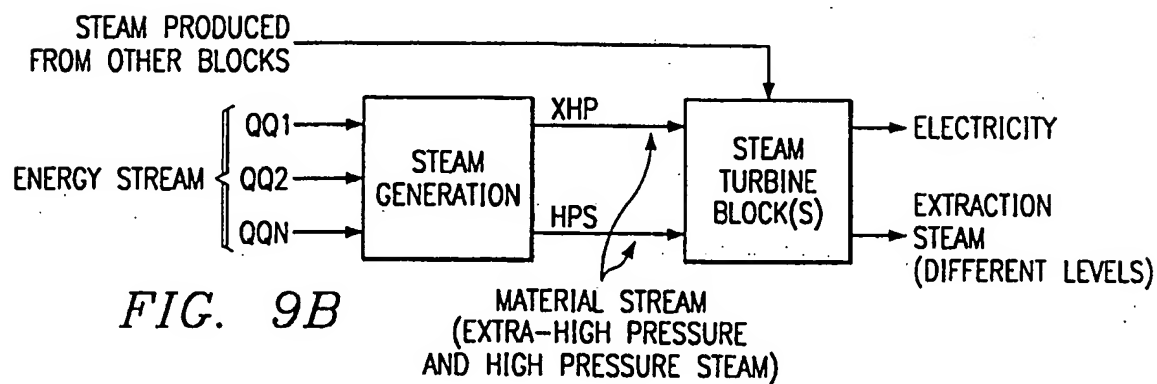 STEAM PRODUCED
FROM OTHER BLOCKS
ENERGY STREAM
QQ1
QQ2
QQN
STEAM
GENERATION
XHP
HPS
STEAM
TURBINE
BLOCK(S)
ELECTRICITY
EXTRACTION
STEAM
(DIFFERENT LEVELS)
MATERIAL STREAM
(EXTRA-HIGH PRESSURE
AND HIGH PRESSURE STEAM)
FIG. 9B